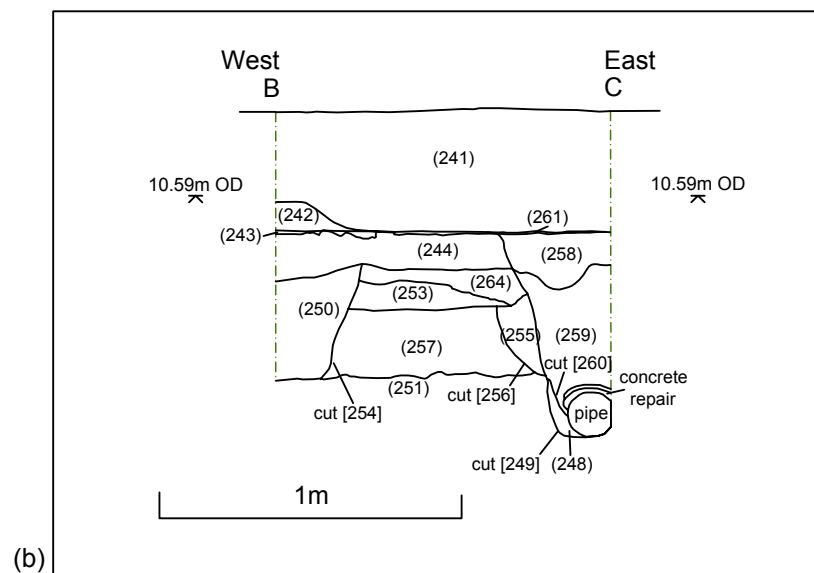 West
B
East
C
(241)
10.59m OD
10.59m OD
(242)
(261)
(243)
(244)
(258)
(264)
(253)
(250)
(255)
(259)
(257)
cut [260]
concrete
repair
(251)
cut [254]
cut [256]
pipe
cut [249]
(248)
1m
(b)